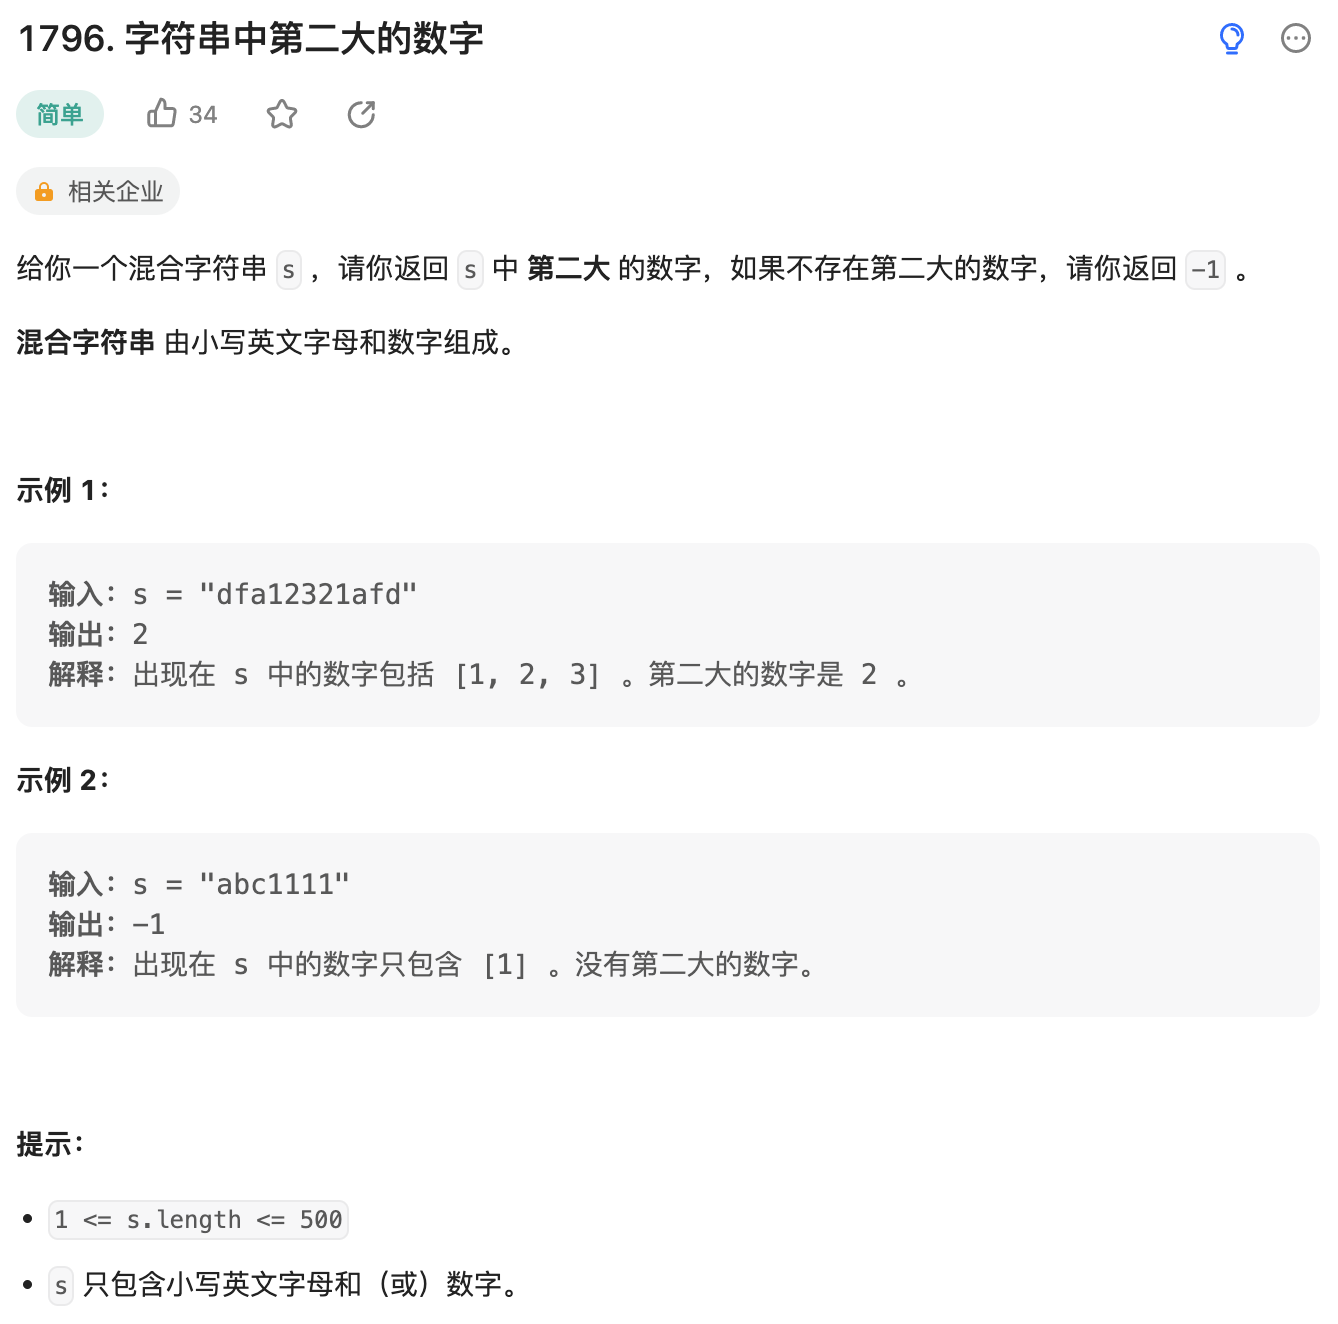 1796. 字符串中第二大的数字
简单 34
相关企业
给你一个混合字符串 s ，请你返回 s 中 第二大 的数字，如果不存在第二大的数字，请你返回 -1 。
混合字符串 由小写英文字母和数字组成。
示例 1：
输入：s = "dfa12321afd"
输出：2
解释：出现在 s 中的数字包括 [1, 2, 3] 。第二大的数字是 2 。
示例 2：
输入：s = "abc1111"
输出：-1
解释：出现在 s 中的数字只包含 [1] 。没有第二大的数字。
提示：
• 1 <= s.length <= 500
• s 只包含小写英文字母和（或）数字。